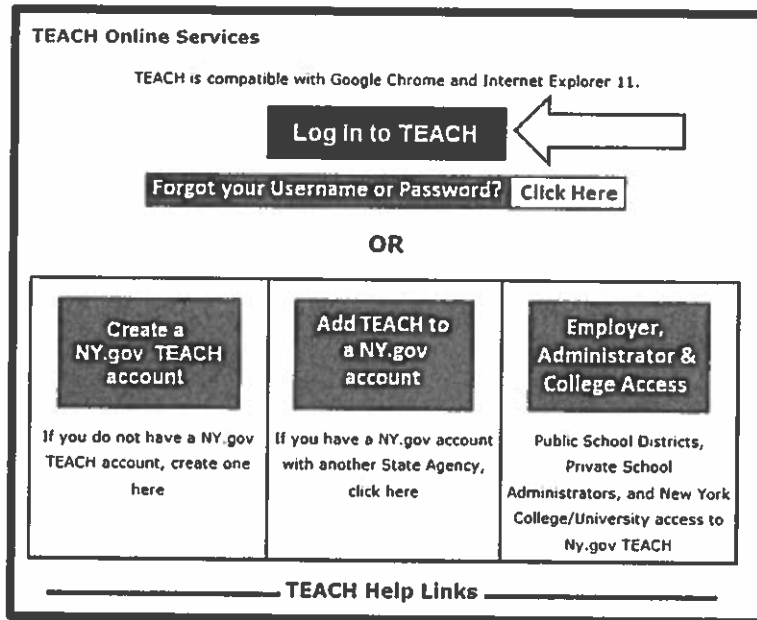 TEACH Online Services
TEACH is compatible with Google Chrome and Internet Explorer 11.
Log in to TEACH
Forgot your Username or Password? Click Here
OR
Create a
NY.gov TEACH
account
If you do not have a NY.gov
TEACH account, create one
here
Add TEACH to
a NY.gov
account
If you have a NY.gov account
with another State Agency,
click here
Employer,
Administrator &
College Access
Public School Districts,
Private School
Administrators, and New York
College/University access to
Ny.gov TEACH
TEACH Help Links